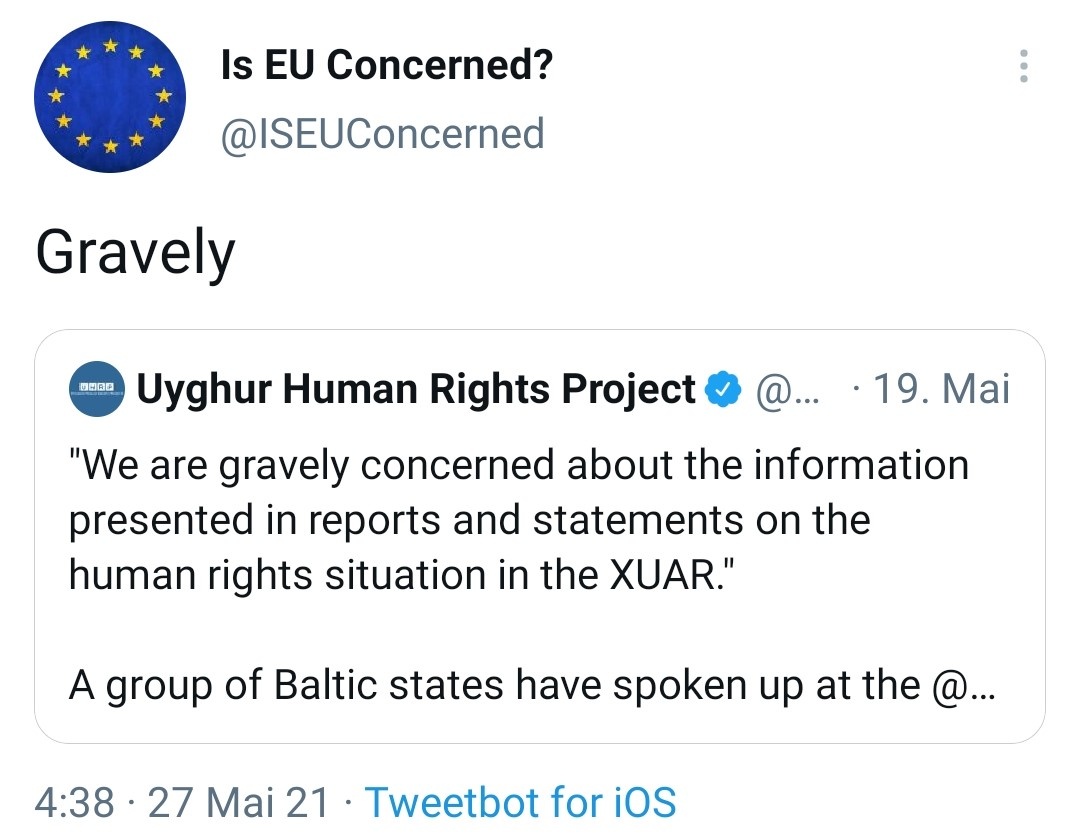 Is EU Concerned?
@ISEUConcerned
Gravely
UHRP
Uyghur Human Rights Project @... · 19. Mai
"We are gravely concerned about the information
presented in reports and statements on the
human rights situation in the XUAR."
A group of Baltic states have spoken up at the @...
4:38 · 27 Mai 21 · Tweetbot for iOS